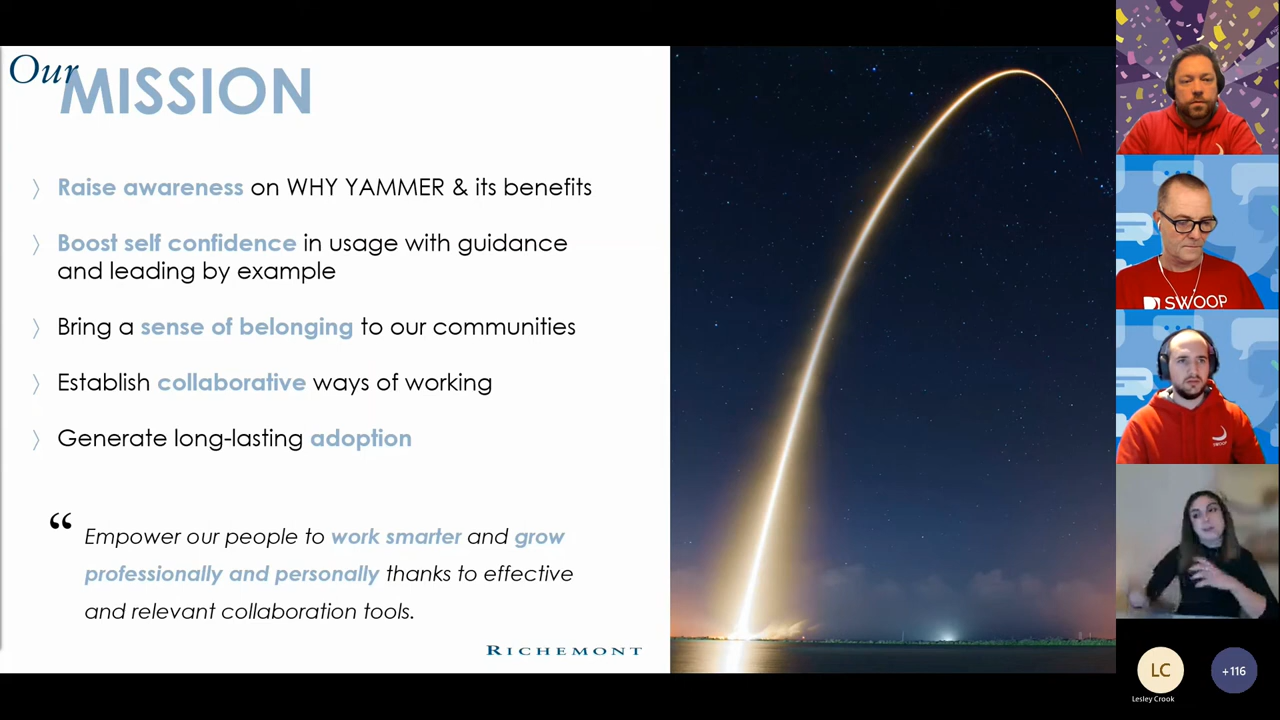 Our
MISSION
〉 Raise awareness on WHY YAMMER & its benefits
〉 Boost self confidence in usage with guidance
and leading by example
〉 Bring a sense of belonging to our communities
〉 Establish collaborative ways of working
〉 Generate long-lasting adoption
“ Empower our people to work smarter and grow
professionally and personally thanks to effective
and relevant collaboration tools.
RICHEMONT
SWOOP
SWOOP
LC
+116
Lesley Crook